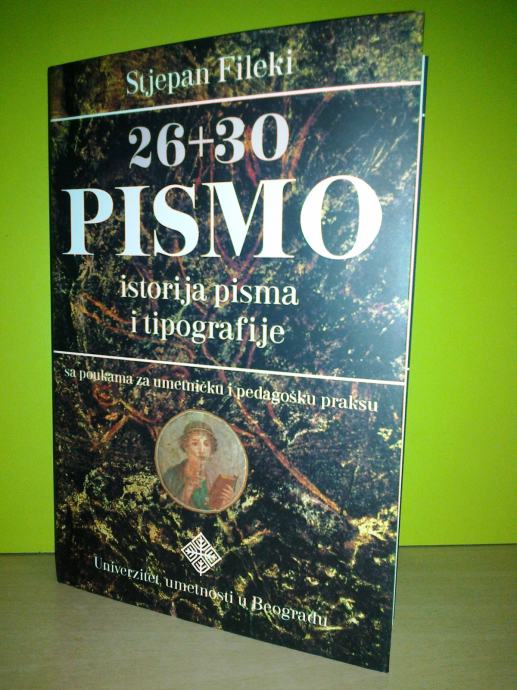 Stjepan Fileki
26+30
PISMO
istorija pisma
i tipografije
sa poukama za umetničku i pedagošku praksu
Univerzitet umetnosti u Beogradu